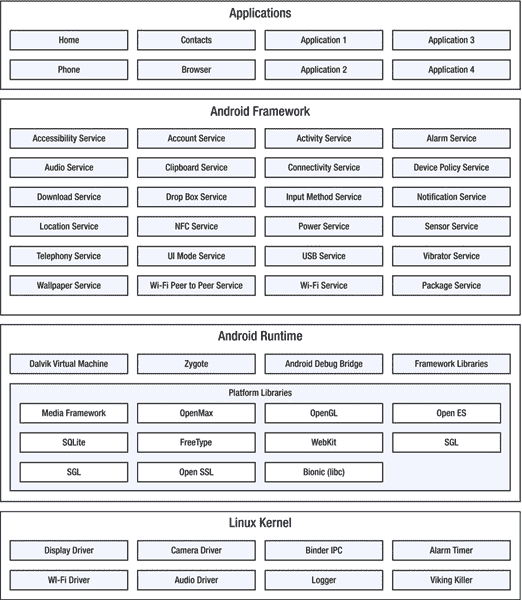 Applications
Home Contacts Application 1 Application 3
Phone Browser Application 2 Application 4
Android Framework
Accessibility Service Account Service Activity Service Alarm Service
Audio Service Clipboard Service Connectivity Service Device Policy Service
Download Service Drop Box Service Input Method Service Notification Service
Location Service NFC Service Power Service Sensor Service
Telephony Service UI Mode Service USB Service Vibrator Service
Wallpaper Service Wi-Fi Peer to Peer Service Wi-Fi Service Package Service
Android Runtime
Dalvik Virtual Machine Zygote Android Debug Bridge Framework Libraries
Platform Libraries
Media Framework OpenMax OpenGL Open ES
SQLite FreeType WebKit SGL
SGL Open SSL Bionic (libc)
Linux Kernel
Display Driver Camera Driver Binder IPC Alarm Timer
WI-Fi Driver Audio Driver Logger Viking Killer